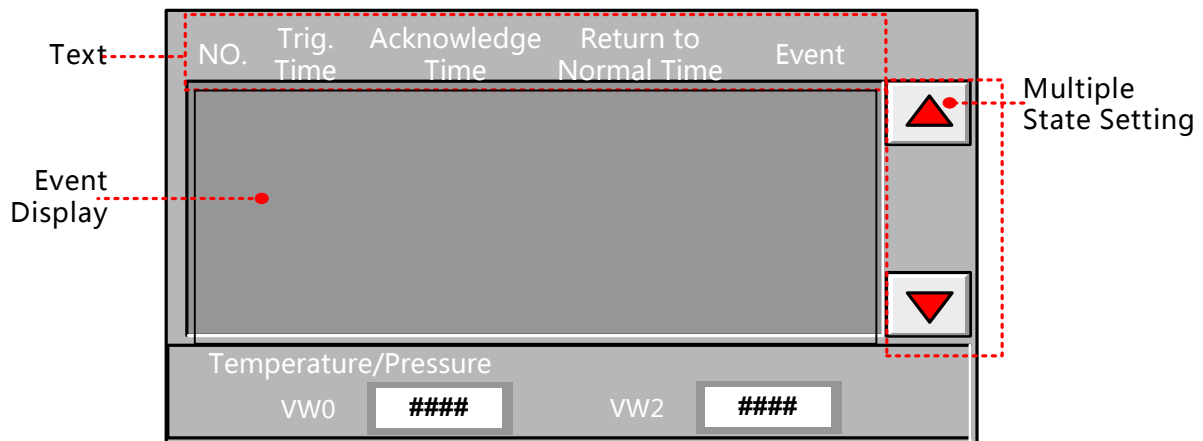 Text
NO.
Trig.
Time
Acknowledge
Time
Return to
Normal Time
Event
Multiple
State Setting
Event
Display
Temperature/Pressure
VW0
####
VW2
####